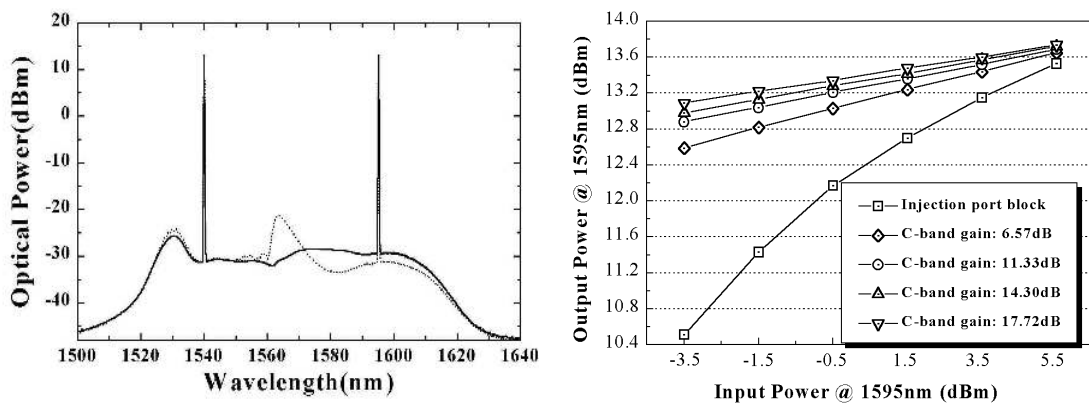 20
10
0
-10
-20
-30
-40
1500 1520 1540 1560 1580 1600 1620 1640
Optical Power(dBm)
Wavelength(nm)
14.0
13.6
13.2
12.8
12.4
12.0
11.6
11.2
10.8
10.4
-3.5 -1.5 -0.5 1.5 3.5 5.5
Output Power @ 1595nm (dBm)
Input Power @ 1595nm (dBm)
Injection port block
C-band gain: 6.57dB
C-band gain: 11.33dB
C-band gain: 14.30dB
C-band gain: 17.72dB